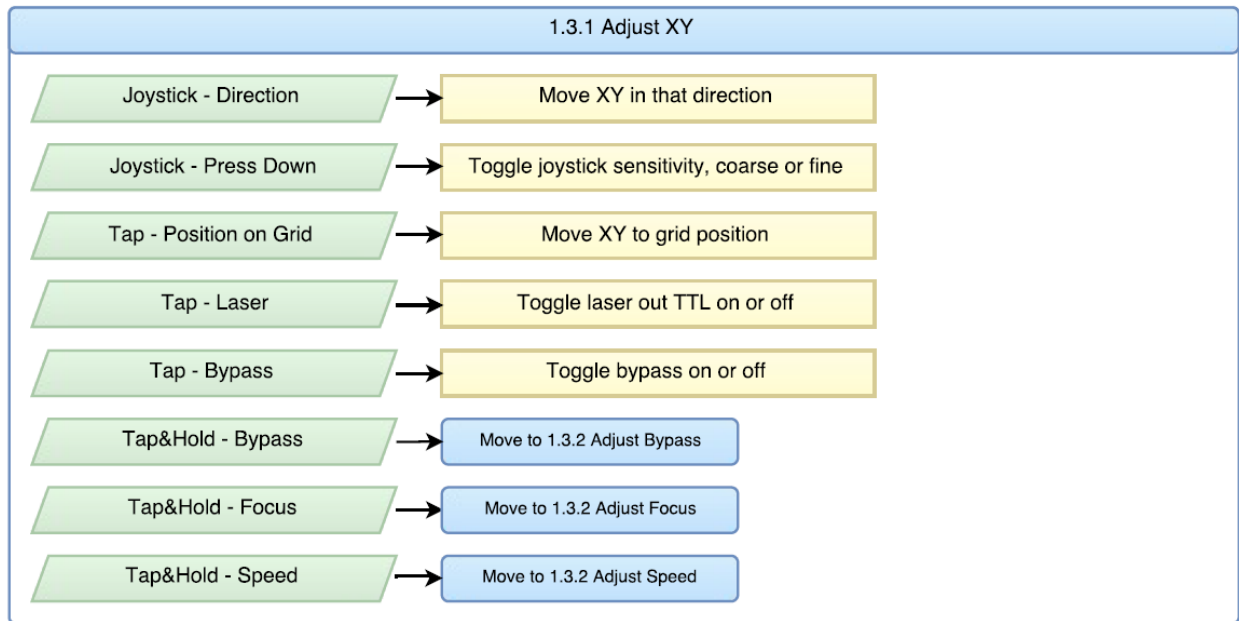 1.3.1 Adjust XY
Joystick - Direction
Move XY in that direction
Joystick - Press Down
Toggle joystick sensitivity, coarse or fine
Tap - Position on Grid
Move XY to grid position
Tap - Laser
Toggle laser out TTL on or off
Tap - Bypass
Toggle bypass on or off
Tap&Hold - Bypass
Move to 1.3.2 Adjust Bypass
Tap&Hold - Focus
Move to 1.3.2 Adjust Focus
Tap&Hold - Speed
Move to 1.3.2 Adjust Speed